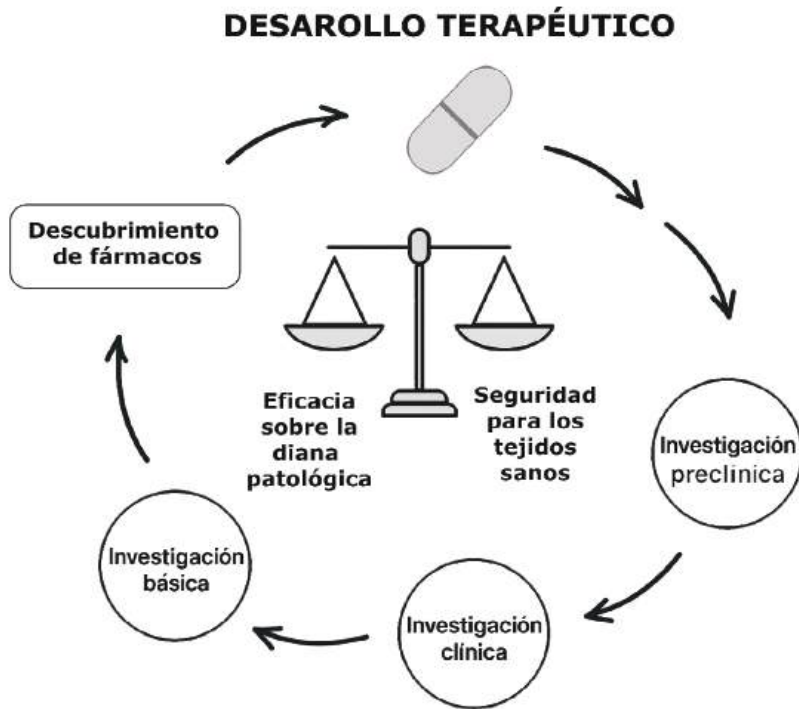 DESAROLLO TERAPÉUTICO
Descubrimiento
de fármacos
Eficacia
sobre la
diana
patológica
Seguridad
para los
tejidos
sanos
Investigación
preclinica
Investigación
clínica
Investigación
básica